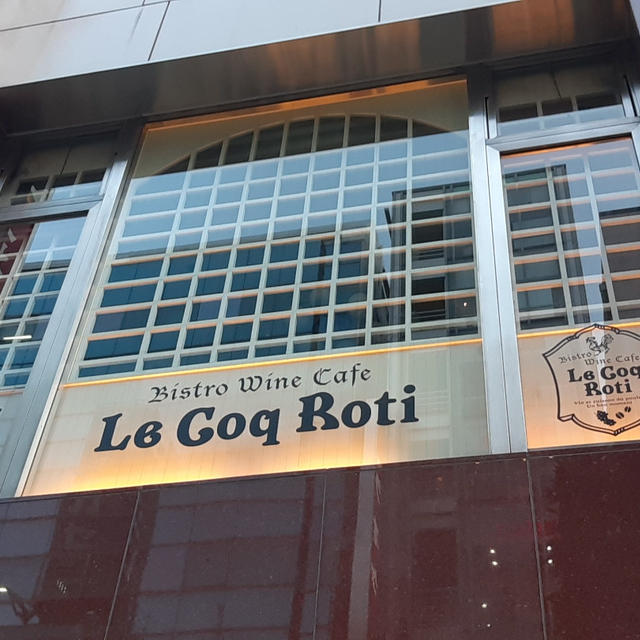 Bistro Wine Cafe
Le Coq Roti
Bistro
Wine Cafe
Le Coq
Roti